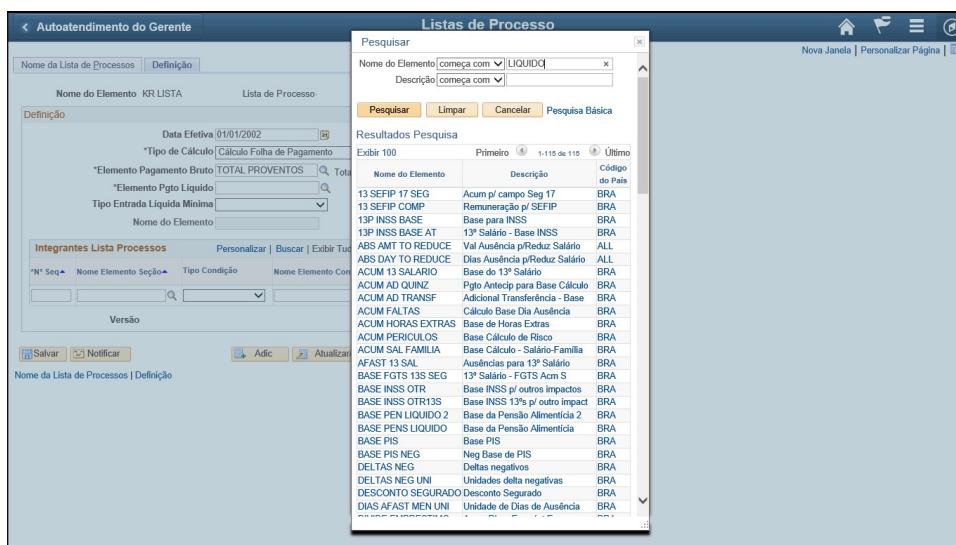 Autoatendimento do Gerente
Listas de Processo
Nova Janela | Personalizar Página |
Nome da Lista de Processos
Definição
Nome do Elemento KR LISTA
Lista de Processo
Definição
Data Efetiva 01/01/2002
*Tipo de Cálculo Cálculo Folha de Pagamento
*Elemento Pagamento Bruto TOTAL PROVENTOS Tota
*Elemento Pgto Líquido
Tipo Entrada Líquida Mínima
Nome do Elemento
Integrantes Lista Processos
Personalizar | Buscar | Exibir Tud
*Nº Seq
Nome Elemento Seção
Tipo Condição
Nome Elemento Con
Versão
Salvar
Notificar
Adic
Atualizar
Nome da Lista de Processos | Definição
Pesquisar
Nome do Elemento começa com LIQUIDO
Descrição começa com
Pesquisar
Limpar
Cancelar
Pesquisa Básica
Resultados Pesquisa
Exibir 100 Primeiro 1-115 de 115 Último
Nome do Elemento Descrição Código do País
13 SEFIP 17 SEG Acum p/ campo Seg 17 BRA
13 SEFIP COMP Remuneração p/ SEFIP BRA
13P INSS BASE Base para INSS BRA
13P INSS BASE AT 13º Salário - Base INSS BRA
ABS AMT TO REDUCE Val Ausência p/Reduz Salário ALL
ABS DAY TO REDUCE Dias Ausência p/Reduz Salário ALL
ACUM 13 SALARIO Base do 13º Salário BRA
ACUM AD QUINZ Pgto Antecip para Base Cálculo BRA
ACUM AD TRANSF Adicional Transferência - Base BRA
ACUM FALTAS Cálculo Base Dia Ausência BRA
ACUM HORAS EXTRAS Base de Horas Extras BRA
ACUM PERICULOS Base Cálculo de Risco BRA
ACUM SAL FAMILIA Base Cálculo - Salário-Família BRA
AFAST 13 SAL Ausências para 13º Salário BRA
BASE FGTS 13S SEG 13º Salário - FGTS Acm S BRA
BASE INSS OTR Base INSS p/ outros impactos BRA
BASE INSS OTR13S Base INSS 13ºs p/ outro impact BRA
BASE PEN LIQUIDO 2 Base da Pensão Alimentícia 2 BRA
BASE PENS LIQUIDO Base da Pensão Alimentícia BRA
BASE PIS Base PIS BRA
BASE PIS NEG Neg Base de PIS BRA
DELTAS NEG Deltas negativos BRA
DELTAS NEG UNI Unidades delta negativas BRA
DESCONTO SEGURADO Desconto Segurado BRA
DIAS AFAST MEN UNI Unidade de Dias de Ausência BRA